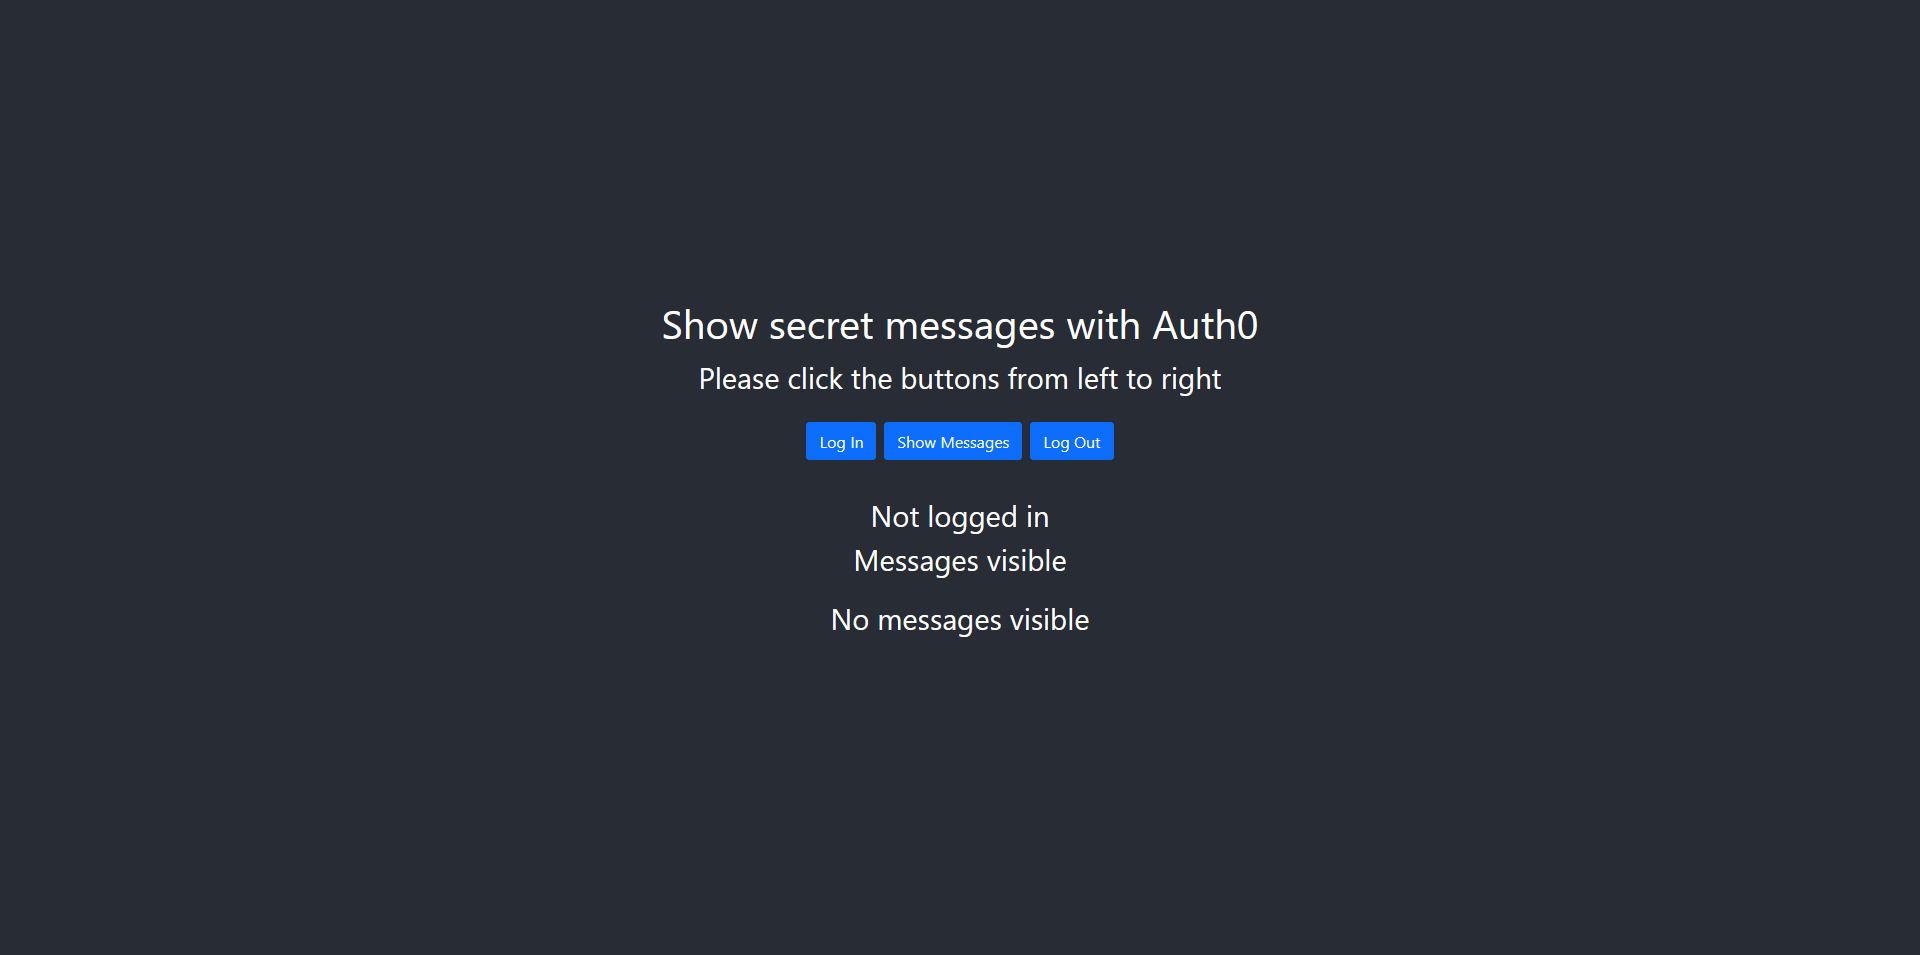 Show secret messages with Auth0
Please click the buttons from left to right
Log In Show Messages Log Out
Not logged in
Messages visible
No messages visible